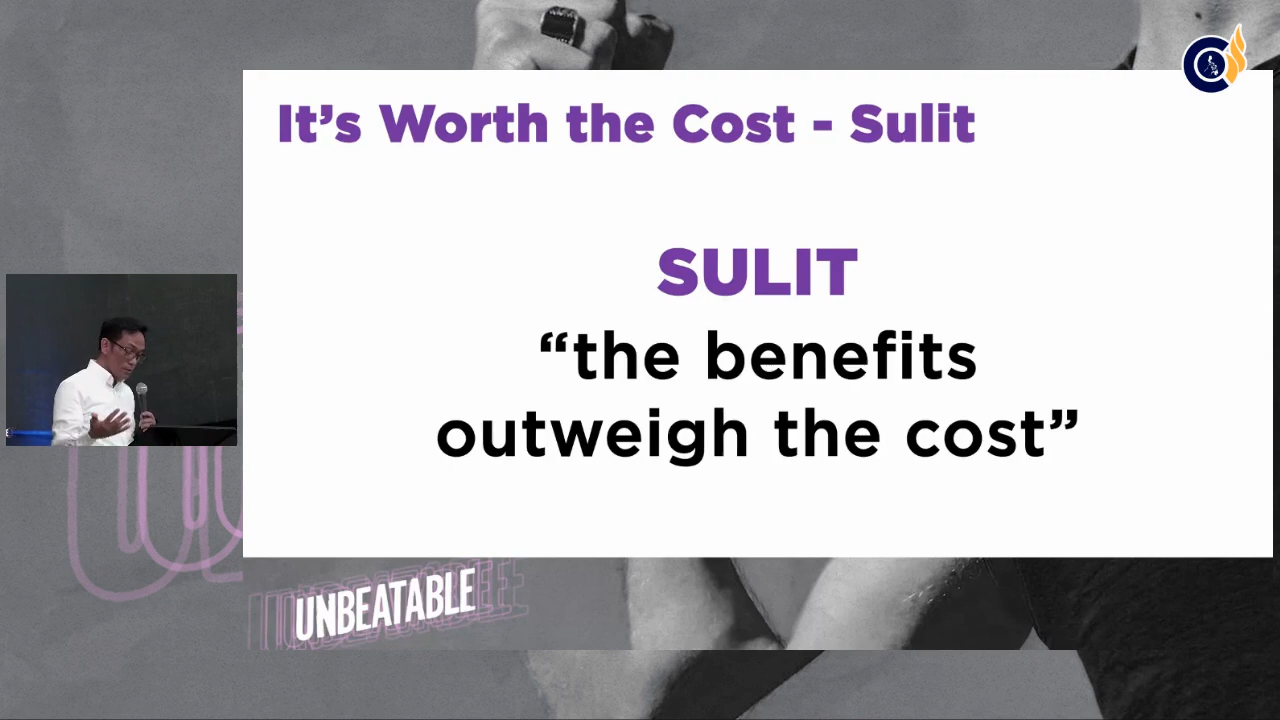 It’s Worth the Cost - Sulit
SULIT
“the benefits
outweigh the cost”
UNBEATABLE